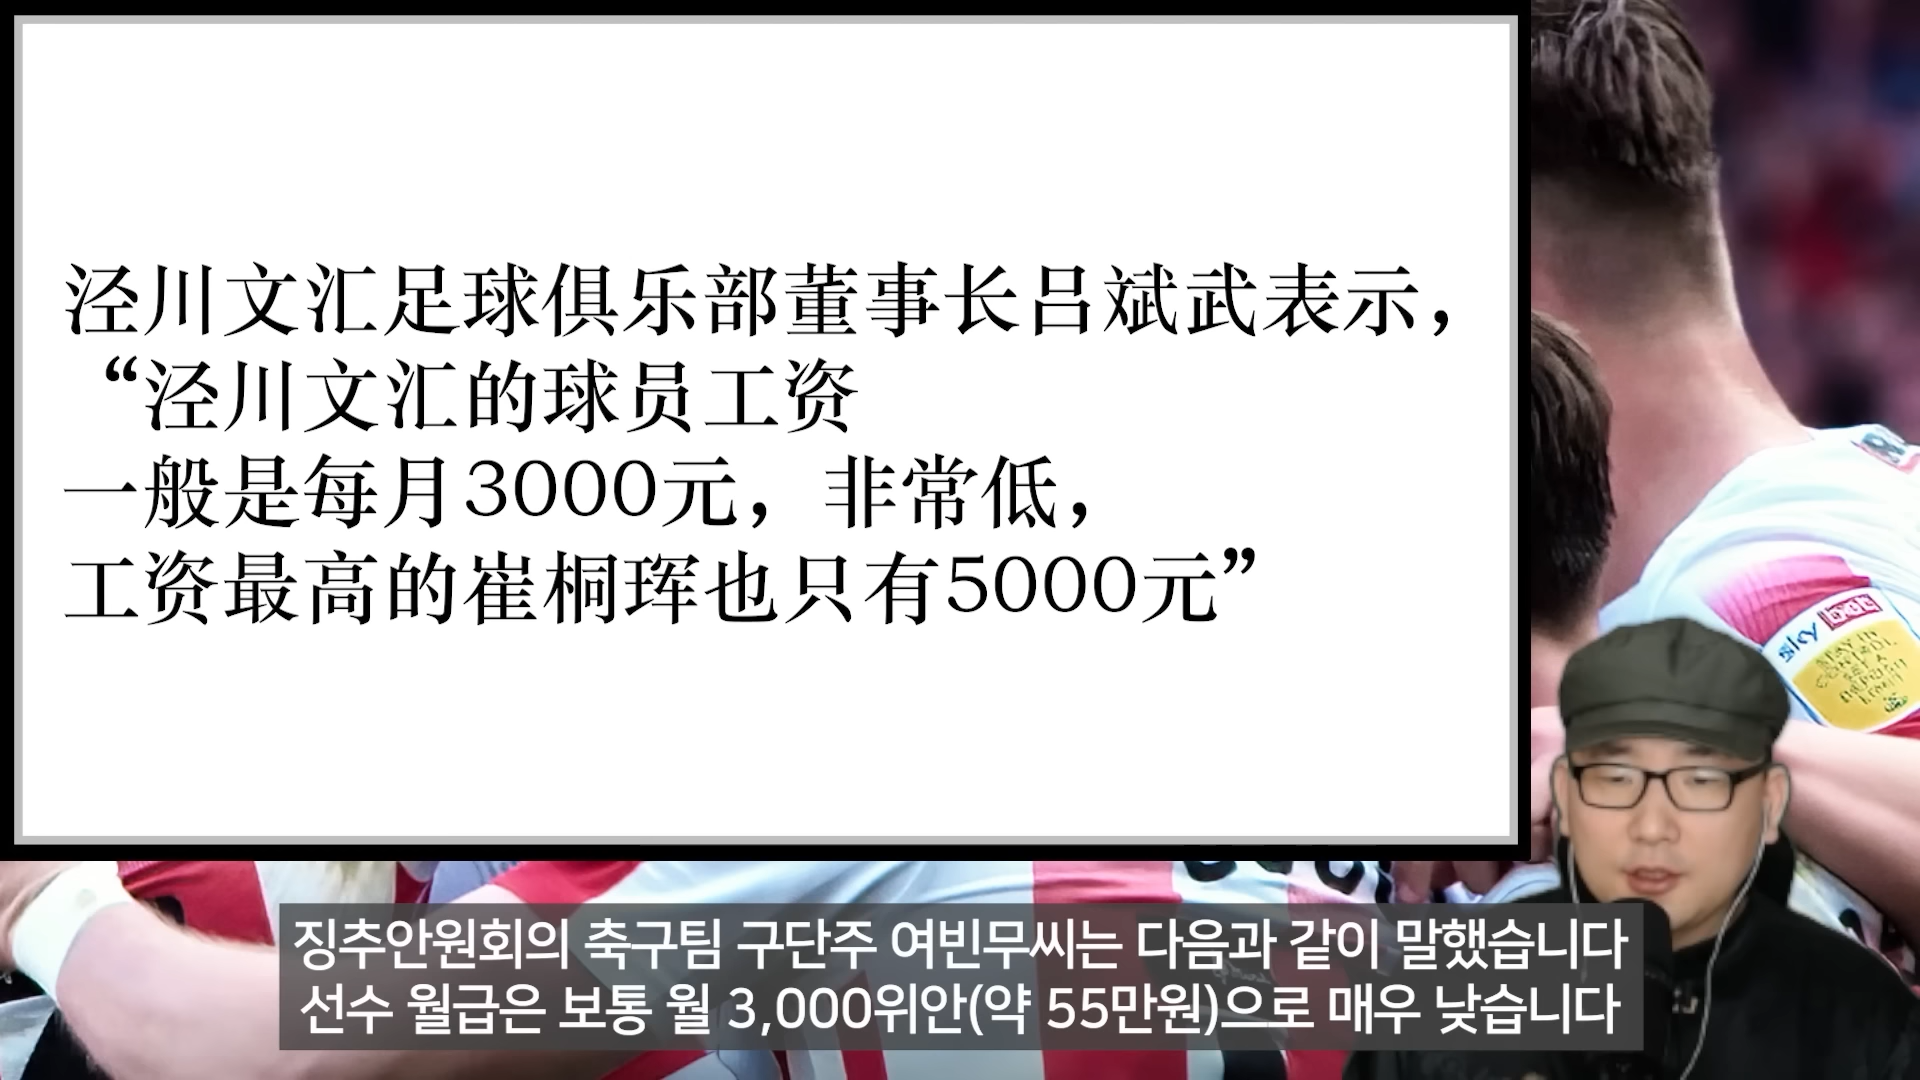 泾川文汇足球俱乐部董事长吕斌武表示，
“泾川文汇的球员工资
一般是每月3000元，非常低，
工资最高的崔桐珲也只有5000元”
sky
징추안원회의 축구팀 구단주 여빈무씨는 다음과 같이 말했습니다
선수 월급은 보통 월 3,000위안(약 55만원)으로 매우 낮습니다